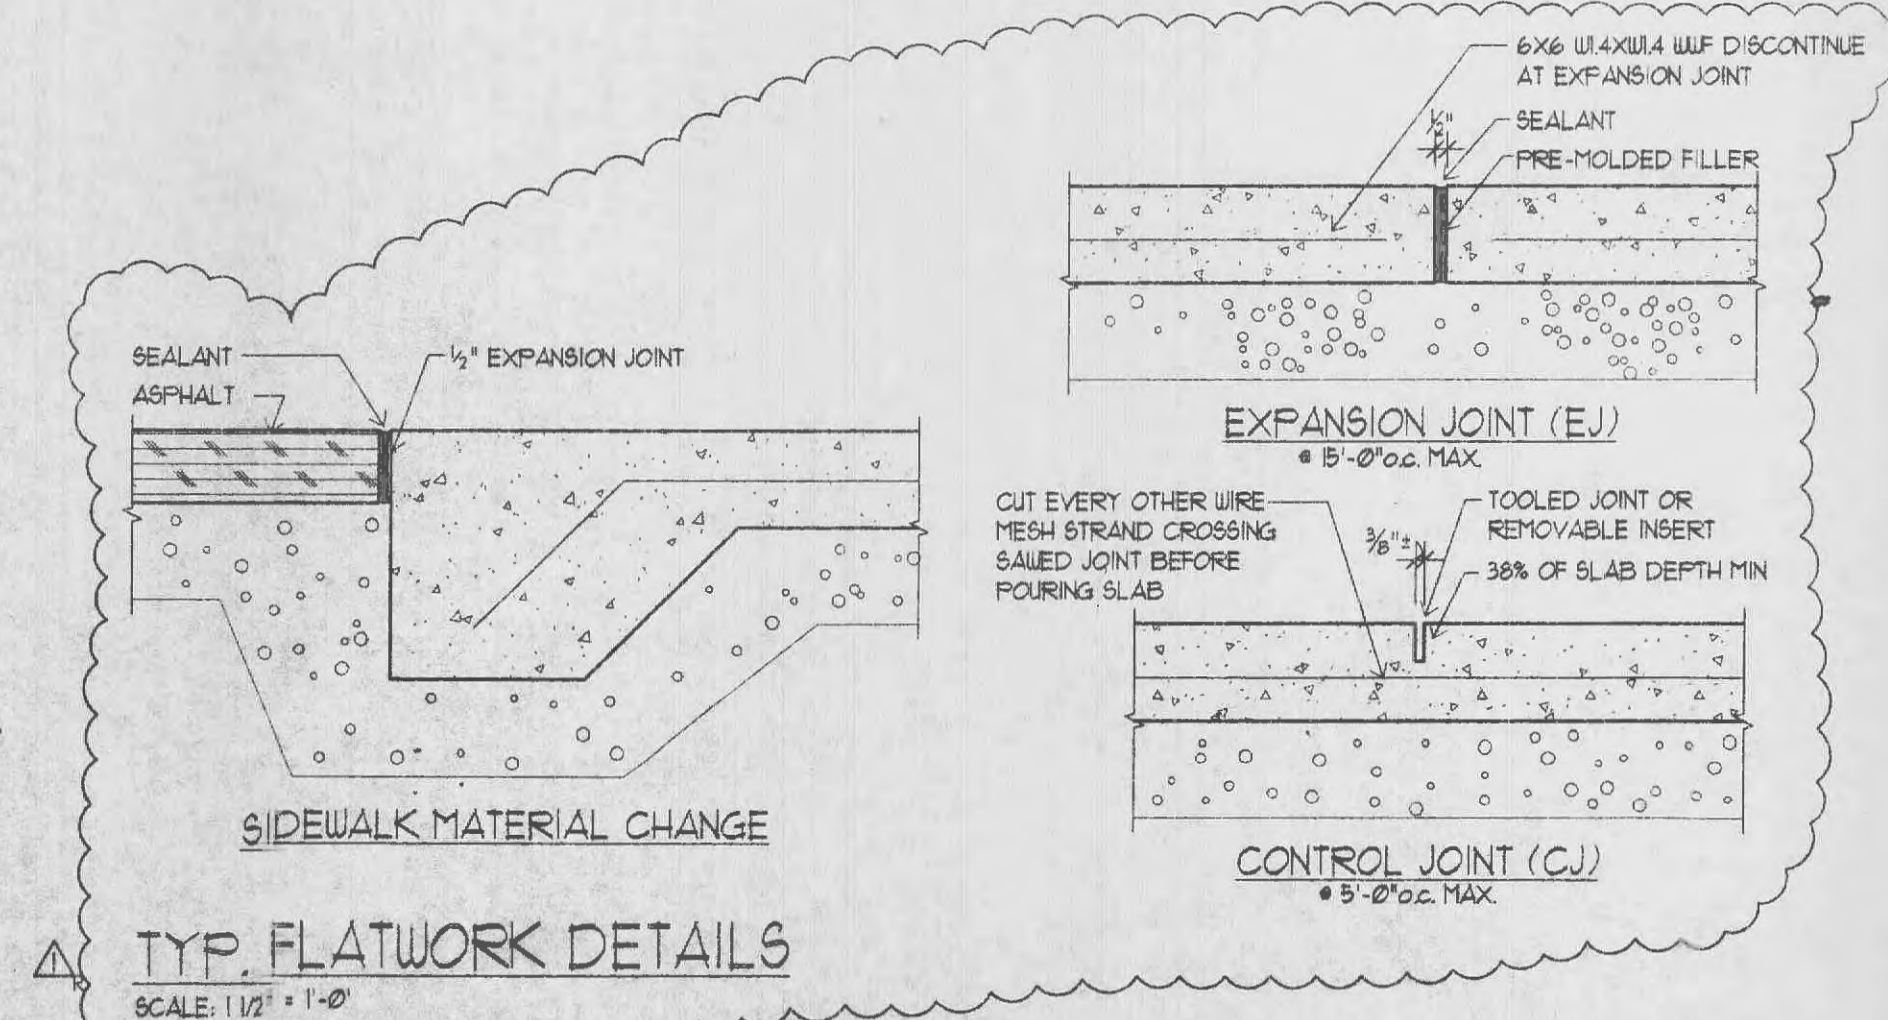 6X6 W1.4XW1.4 WWF DISCONTINUE
AT EXPANSION JOINT
½"
SEALANT
PRE-MOLDED FILLER
EXPANSION JOINT (EJ)
@ 15'-0"o.c. MAX.
SEALANT
½" EXPANSION JOINT
ASPHALT
SIDEWALK MATERIAL CHANGE
CUT EVERY OTHER WIRE
MESH STRAND CROSSING
SAWED JOINT BEFORE
POURING SLAB
⅜"±
TOOLED JOINT OR
REMOVABLE INSERT
38% OF SLAB DEPTH MIN
CONTROL JOINT (CJ)
@ 5'-0"o.c. MAX.
1
TYP. FLATWORK DETAILS
SCALE: 1 1/2" = 1'-0'